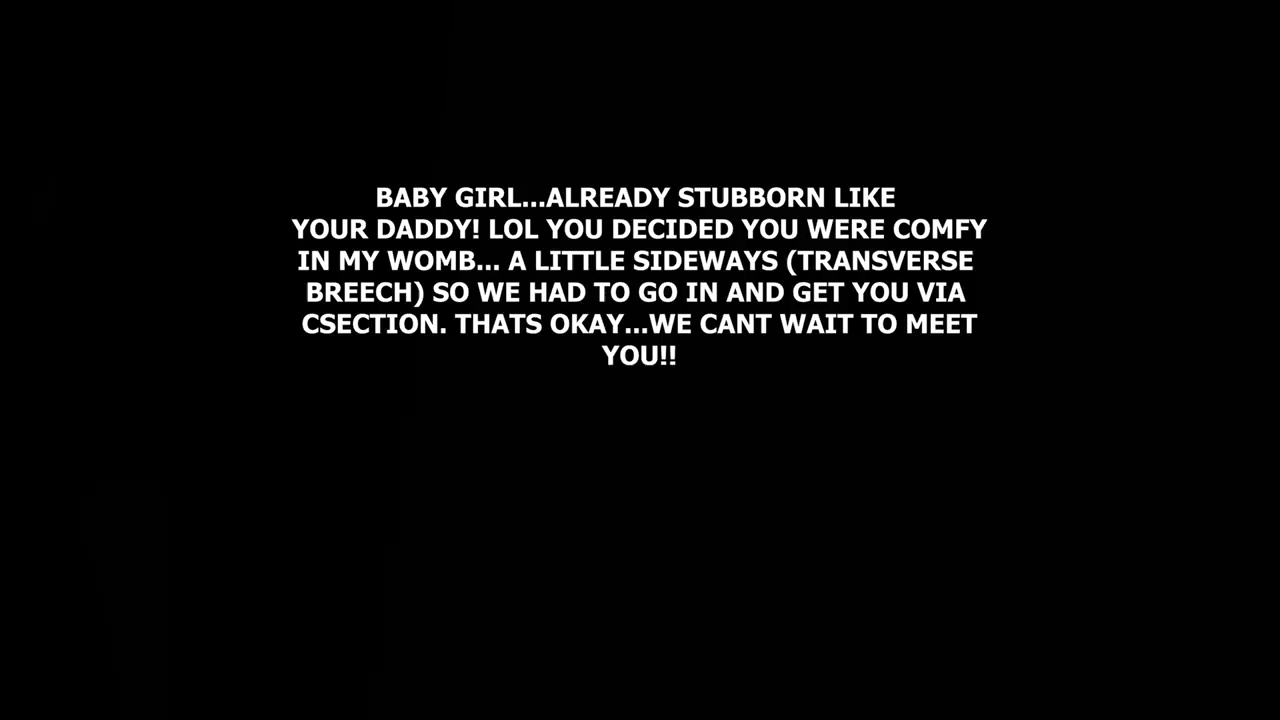 BABY GIRL...ALREADY STUBBORN LIKE
YOUR DADDY! LOL YOU DECIDED YOU WERE COMFY
IN MY WOMB... A LITTLE SIDEWAYS (TRANSVERSE
BREECH) SO WE HAD TO GO IN AND GET YOU VIA
CSECTION. THATS OKAY...WE CANT WAIT TO MEET
YOU!!